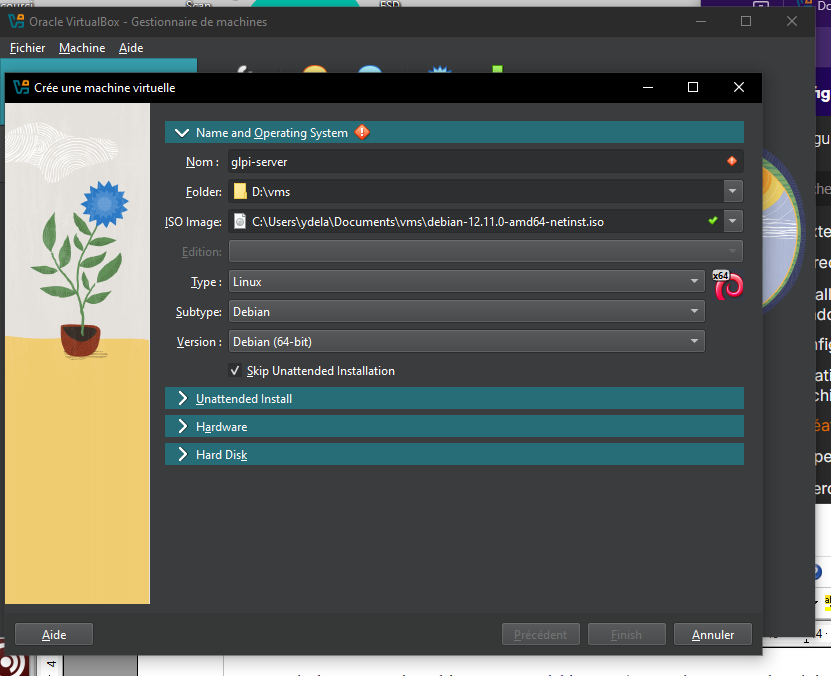 Scan
Oracle VirtualBox - Gestionnaire de machines
Fichier Machine Aide
Crée une machine virtuelle
Name and Operating System
Nom : glpi-server
Folder: D:\vms
ISO Image: C:\Users\ydela\Documents\vms\debian-12.11.0-amd64-netinst.iso
Edition:
Type : Linux
x64
Subtype: Debian
Version : Debian (64-bit)
Skip Unattended Installation
Unattended Install
Hardware
Hard Disk
Aide Précédent Finish Annuler